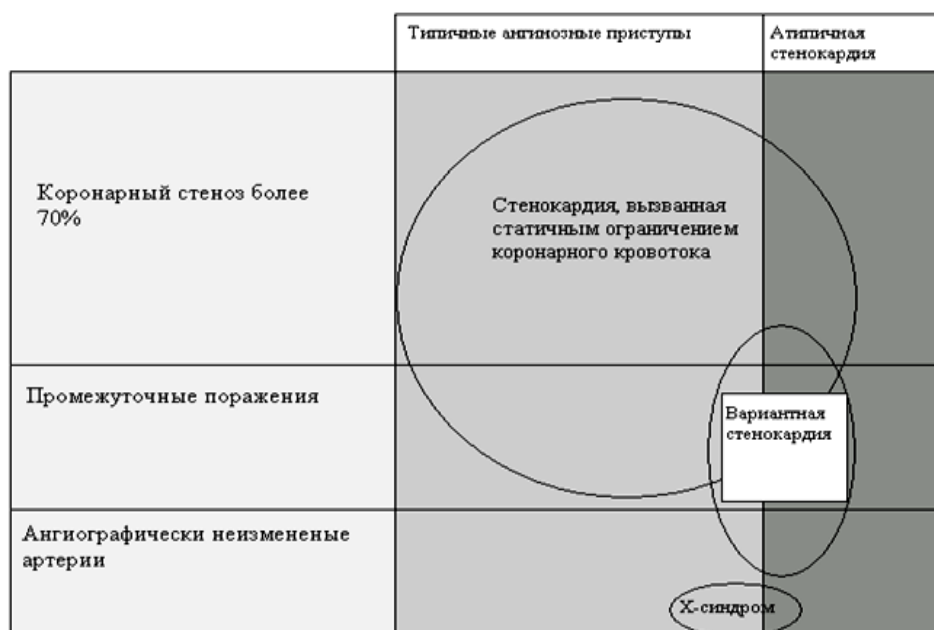 Типичные ангинозные приступы
Атипичная
стенокардия
Коронарный стеноз более
70%
Стенокардия, вызванная
статичным ограничением
коронарного кровотока
Промежуточные поражения
Вариантная
стенокардия
Ангиографически неизмененые
артерии
Х-синдром